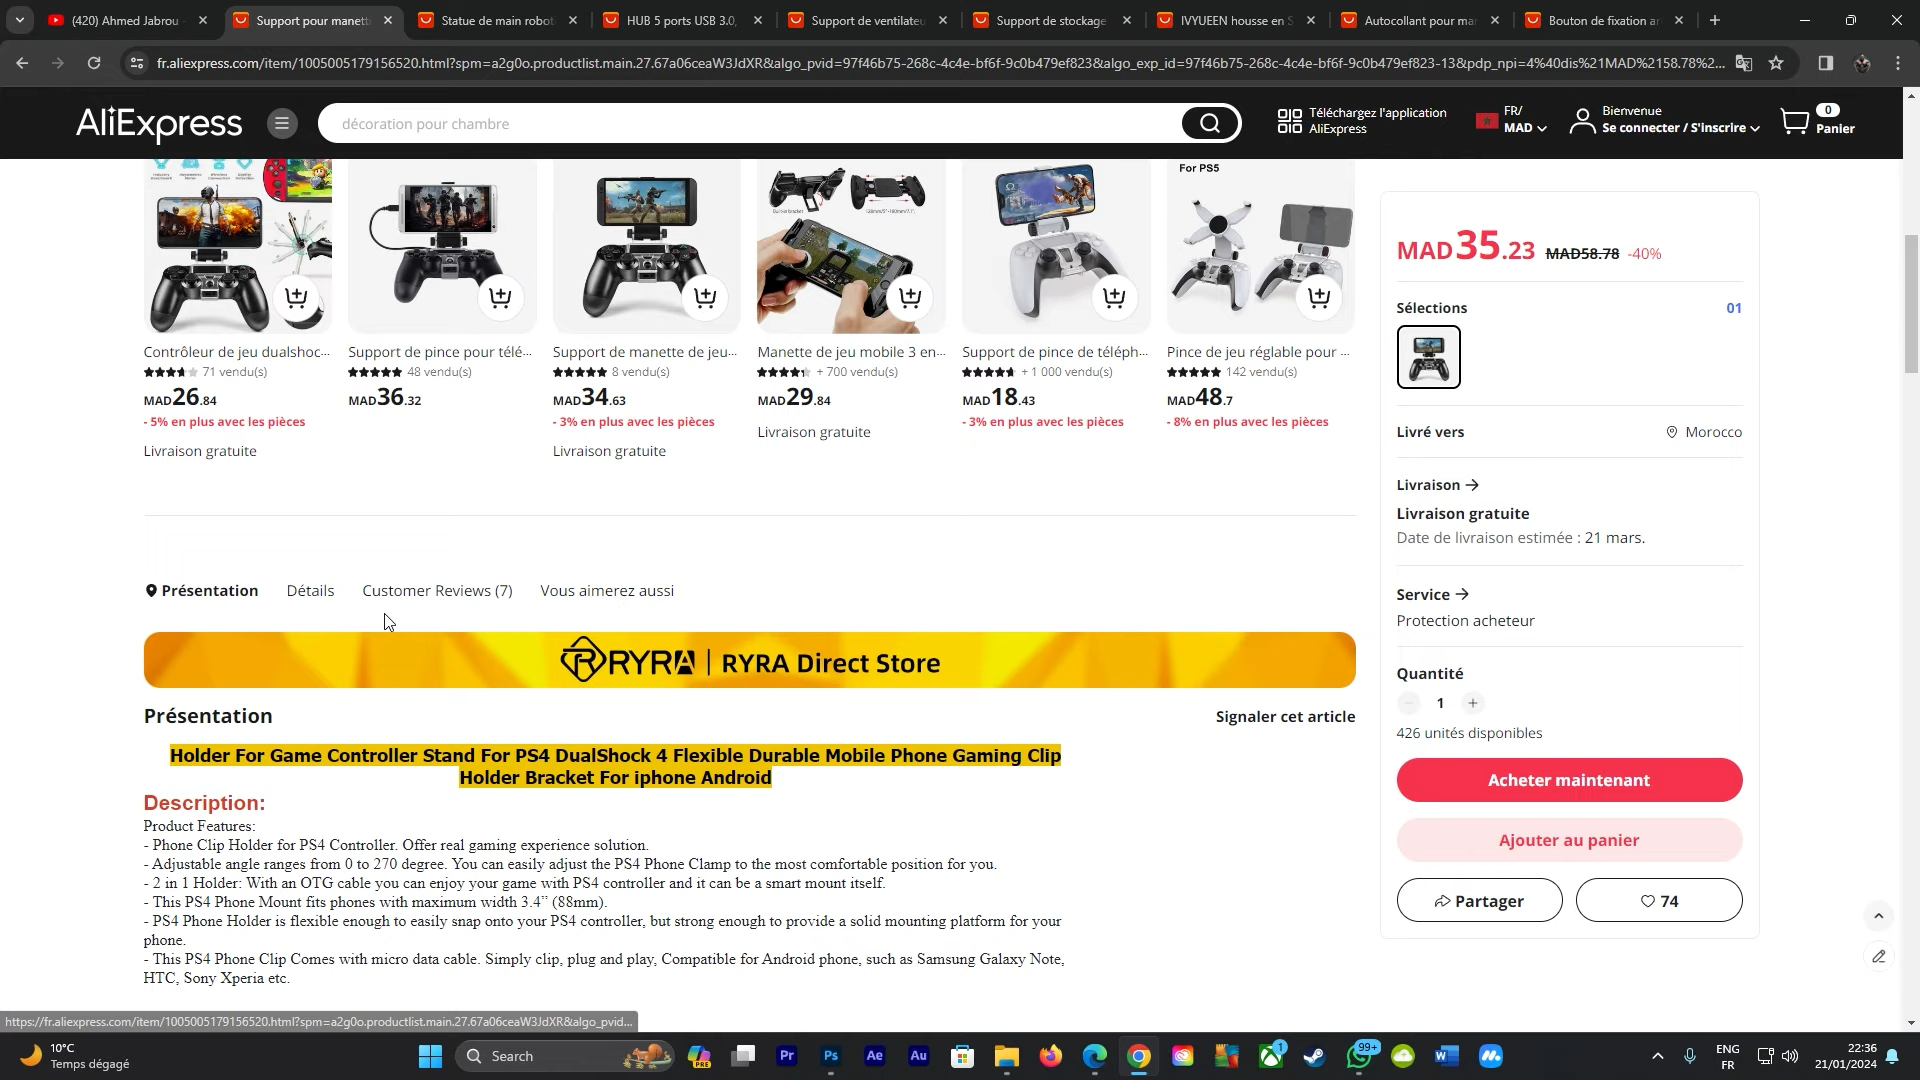 (420) Ahmed Jabrou
Support pour manett
Statue de main robot
HUB 5 ports USB 3.0,
Support de ventilateu
Support de stockage
IVYUEEN housse en S
Autocollant pour man
Bouton de fixation an
fr.aliexpress.com/item/1005005179156520.html?spm=a2g0o.productlist.main.27.67a06ceaW3JdXR&algo_pvid=97f46b75-268c-4c4e-bf6f-9c0b479ef823&algo_exp_id=97f46b75-268c-4c4e-bf6f-9c0b479ef823-13&pdp_npi=4%40dis%21MAD%2158.78%2...
AliExpress
décoration pour chambre
Téléchargez l'application
AliExpress
FR/
MAD
Bienvenue
Se connecter / S'inscrire
0
Panier
For PS5
Contrôleur de jeu dualshoc...
71 vendu(s)
MAD26.84
- 5% en plus avec les pièces
Livraison gratuite
Support de pince pour télé...
48 vendu(s)
MAD36.32
Support de manette de jeu...
8 vendu(s)
MAD34.63
- 3% en plus avec les pièces
Livraison gratuite
Manette de jeu mobile 3 en...
+ 700 vendu(s)
MAD29.84
Livraison gratuite
Support de pince de téléph...
+ 1 000 vendu(s)
MAD18.43
- 3% en plus avec les pièces
Pince de jeu réglable pour ...
142 vendu(s)
MAD48.7
- 8% en plus avec les pièces
Présentation
Détails
Customer Reviews (7)
Vous aimerez aussi
RYRA | RYRA Direct Store
Présentation
Signaler cet article
Holder For Game Controller Stand For PS4 DualShock 4 Flexible Durable Mobile Phone Gaming Clip
Holder Bracket For iphone Android
Description:
Product Features:
- Phone Clip Holder for PS4 Controller. Offer real gaming experience solution.
- Adjustable angle ranges from 0 to 270 degree. You can easily adjust the PS4 Phone Clamp to the most comfortable position for you.
- 2 in 1 Holder: With an OTG cable you can enjoy your game with PS4 controller and it can be a smart mount itself.
- This PS4 Phone Mount fits phones with maximum width 3.4” (88mm).
- PS4 Phone Holder is flexible enough to easily snap onto your PS4 controller, but strong enough to provide a solid mounting platform for your
phone.
- This PS4 Phone Clip Comes with micro data cable. Simply clip, plug and play, Compatible for Android phone, such as Samsung Galaxy Note,
HTC, Sony Xperia etc.
MAD35.23 MAD58.78 -40%
Sélections
01
Livré vers
Morocco
Livraison
Livraison gratuite
Date de livraison estimée : 21 mars.
Service
Protection acheteur
Quantité
1
426 unités disponibles
Acheter maintenant
Ajouter au panier
Partager
74
https://fr.aliexpress.com/item/1005005179156520.html?spm=a2g0o.productlist.main.27.67a06ceaW3JdXR&algo_pvid...
10°C
Temps dégagé
Search
PRE
Pr
Ps
Ae
Au
1
99+
W
ENG
FR
22:36
21/01/2024